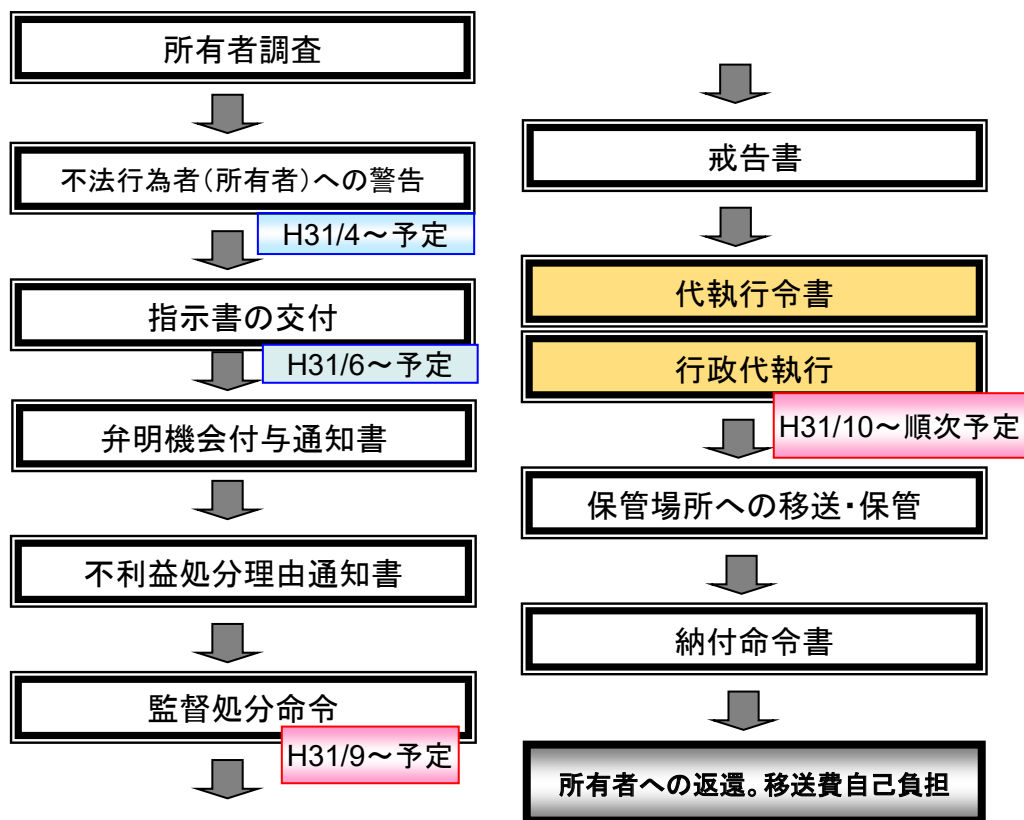 所有者調査
不法行為者(所有者)への警告
H31/4～予定
指示書の交付
H31/6～予定
弁明機会付与通知書
不利益処分理由通知書
監督処分命令
H31/9～予定
戒告書
代執行令書
行政代執行
H31/10～順次予定
保管場所への移送・保管
納付命令書
所有者への返還。移送費自己負担